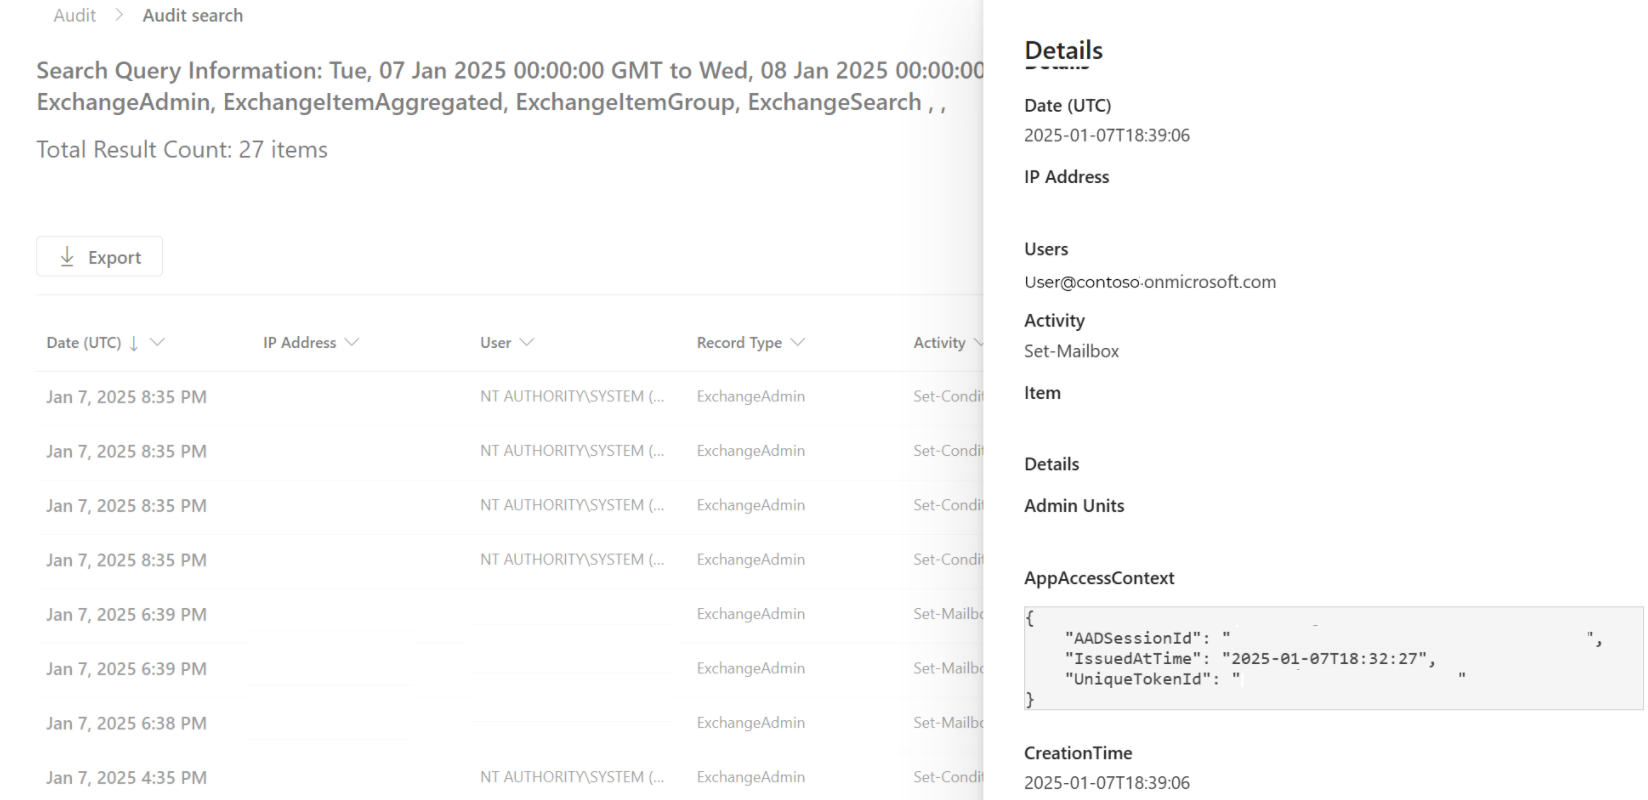 Audit > Audit search
Search Query Information: Tue, 07 Jan 2025 00:00:00 GMT to Wed, 08 Jan 2025 00:00:00
ExchangeAdmin, ExchangeItemAggregated, ExchangeItemGroup, ExchangeSearch , ,
Total Result Count: 27 items
Export
Date (UTC) ↓ IP Address User Record Type Activity
Jan 7, 2025 8:35 PM NT AUTHORITY\SYSTEM (... ExchangeAdmin Set-Condit
Jan 7, 2025 8:35 PM NT AUTHORITY\SYSTEM (... ExchangeAdmin Set-Condit
Jan 7, 2025 8:35 PM NT AUTHORITY\SYSTEM (... ExchangeAdmin Set-Condit
Jan 7, 2025 8:35 PM NT AUTHORITY\SYSTEM (... ExchangeAdmin Set-Condit
Jan 7, 2025 6:39 PM ExchangeAdmin Set-Mailbo
Jan 7, 2025 6:39 PM ExchangeAdmin Set-Mailbo
Jan 7, 2025 6:38 PM ExchangeAdmin Set-Mailbo
Jan 7, 2025 4:35 PM NT AUTHORITY\SYSTEM (... ExchangeAdmin Set-Condit
Details
Date (UTC)
2025-01-07T18:39:06
IP Address
Users
User@contoso.onmicrosoft.com
Activity
Set-Mailbox
Item
Details
Admin Units
AppAccessContext
{
"AADSessionId": " ",
"IssuedAtTime": "2025-01-07T18:32:27",
"UniqueTokenId": " "
}
CreationTime
2025-01-07T18:39:06